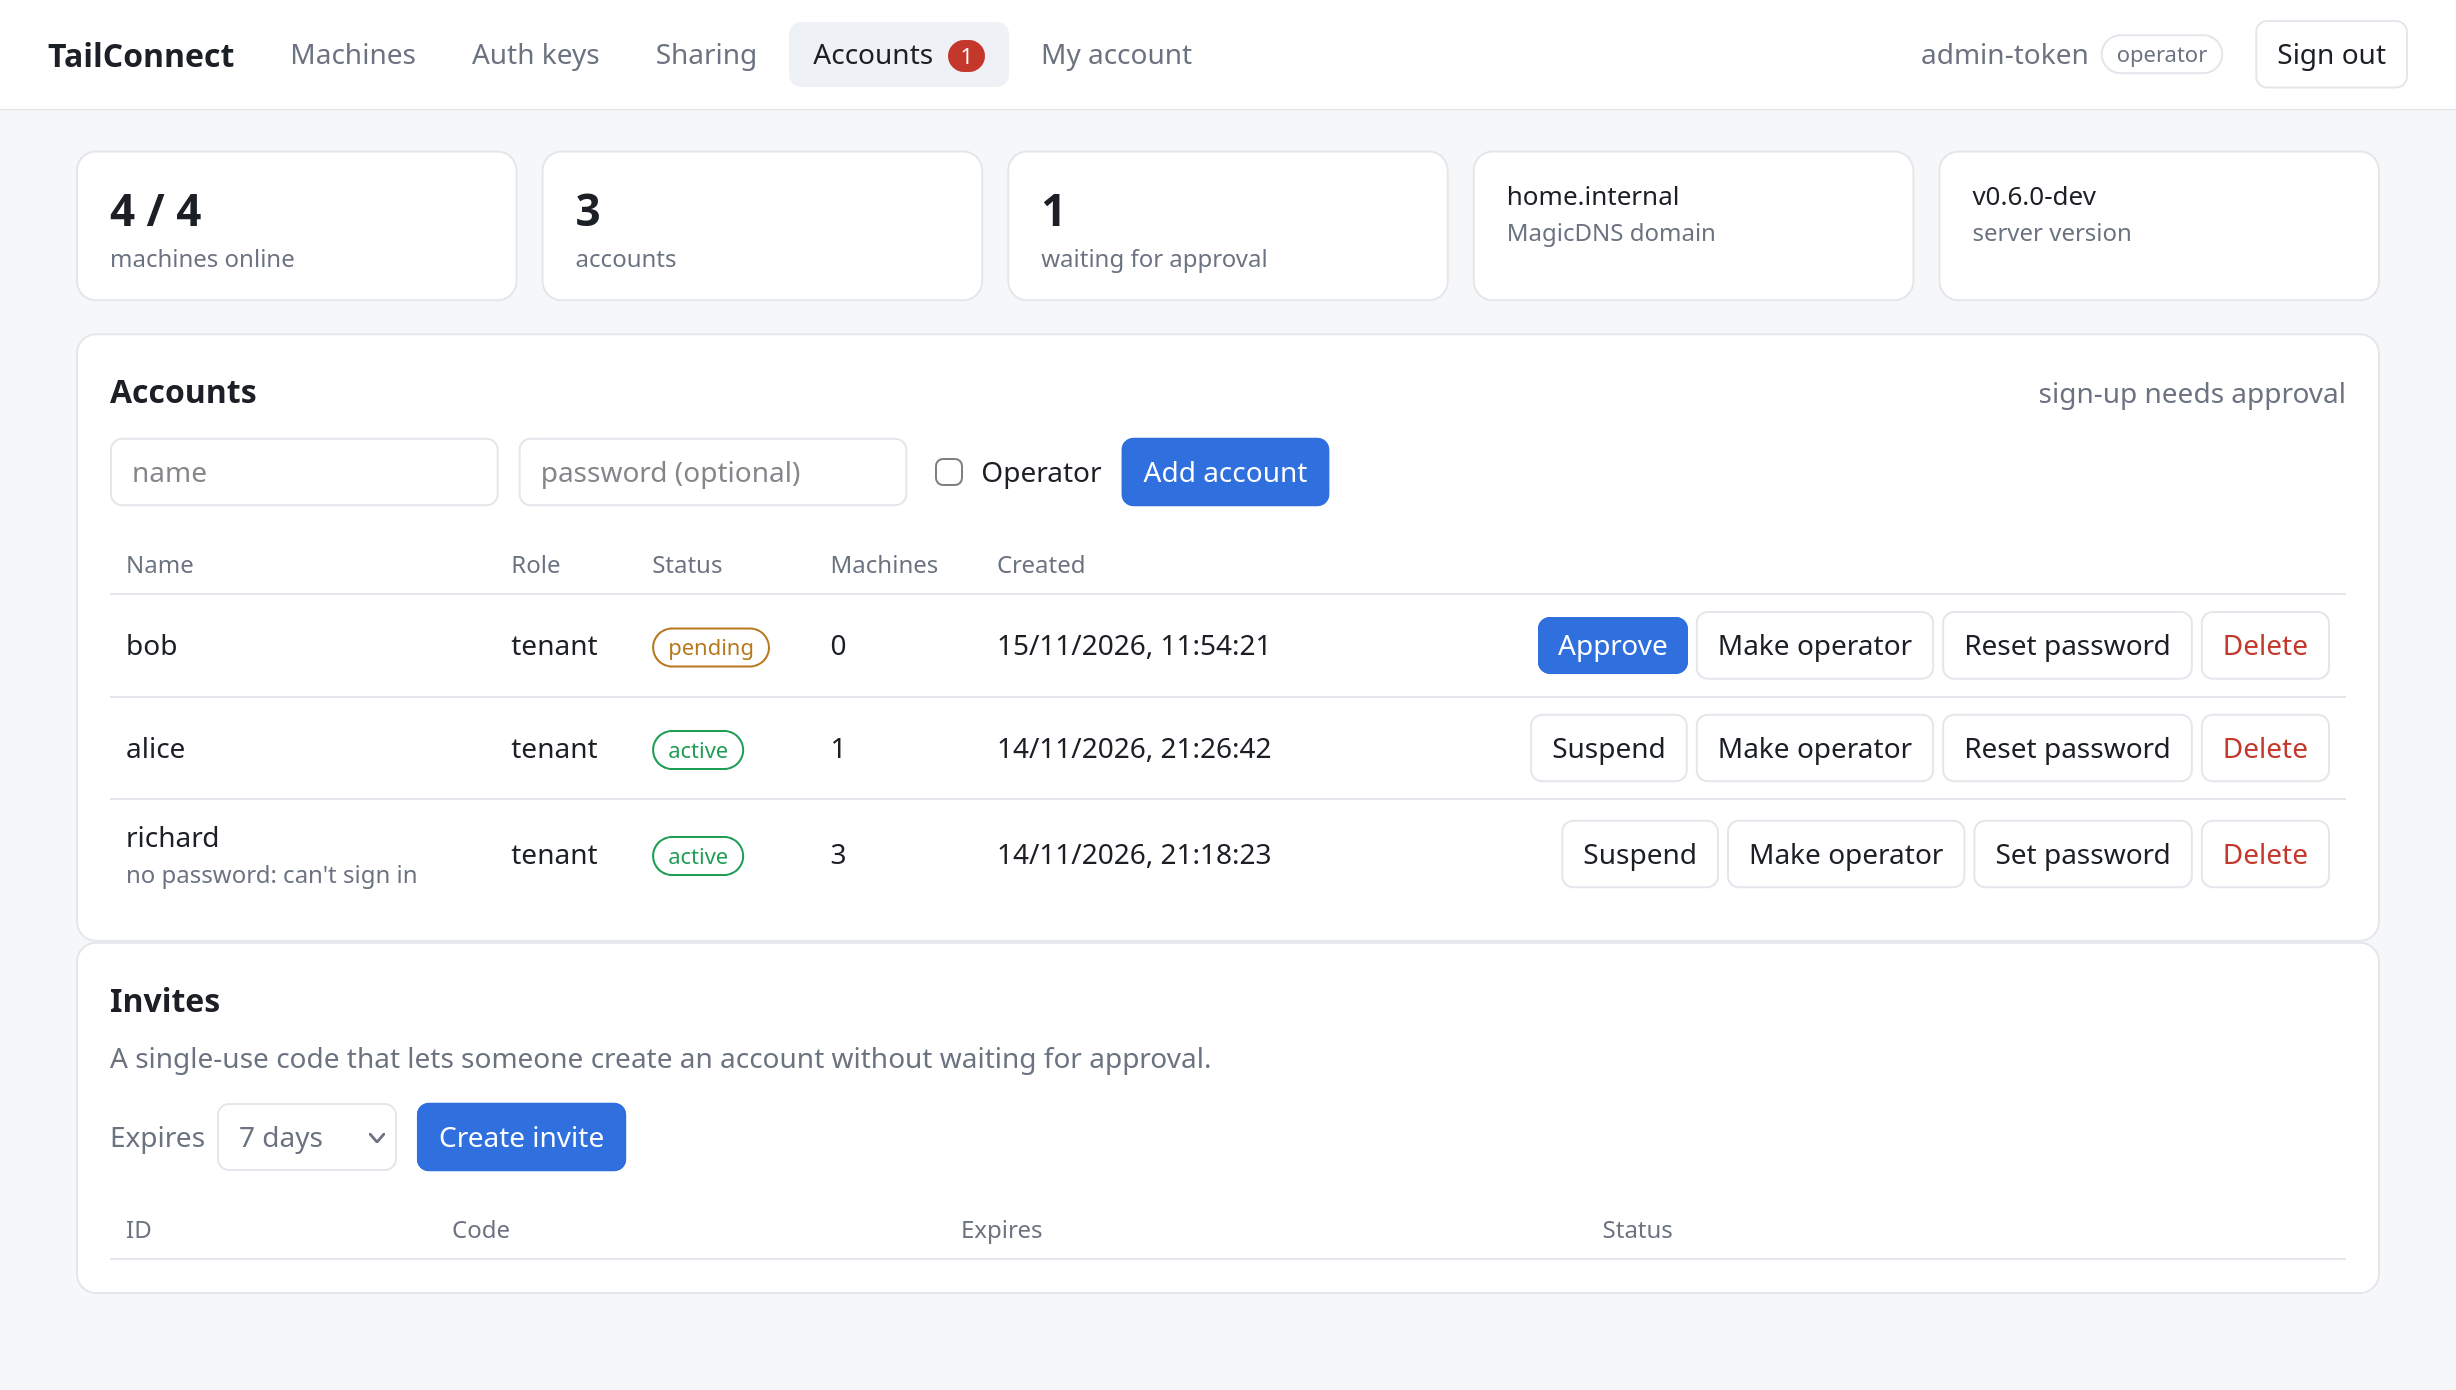 TailConnect Machines Auth keys Sharing Accounts 1 My account admin-token operator Sign out
4 / 4
machines online
3
accounts
1
waiting for approval
home.internal
MagicDNS domain
v0.6.0-dev
server version
Accounts sign-up needs approval
name password (optional) Operator Add account
Name Role Status Machines Created
bob tenant pending 0 15/11/2026, 11:54:21 Approve Make operator Reset password Delete
alice tenant active 1 14/11/2026, 21:26:42 Suspend Make operator Reset password Delete
richard tenant active 3 14/11/2026, 21:18:23 Suspend Make operator Set password Delete
no password: can't sign in
Invites
A single-use code that lets someone create an account without waiting for approval.
Expires 7 days Create invite
ID Code Expires Status